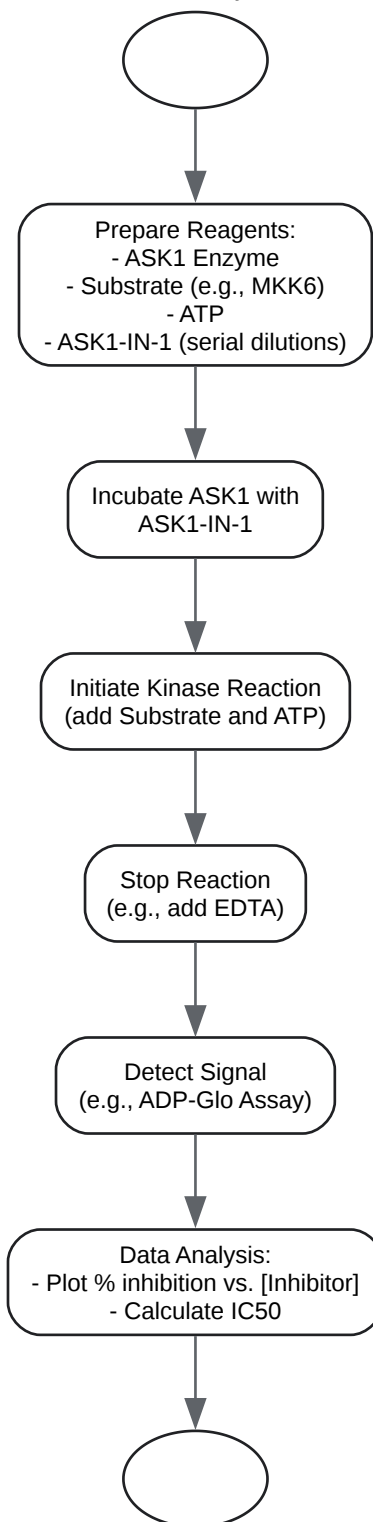 Prepare Reagents:
- ASK1 Enzyme
- Substrate (e.g., MKK6)
- ATP
- ASK1-IN-1 (serial dilutions)
Incubate ASK1 with
ASK1-IN-1
Initiate Kinase Reaction
(add Substrate and ATP)
Stop Reaction
(e.g., add EDTA)
Detect Signal
(e.g., ADP-Glo Assay)
Data Analysis:
- Plot % inhibition vs. [Inhibitor]
- Calculate IC50